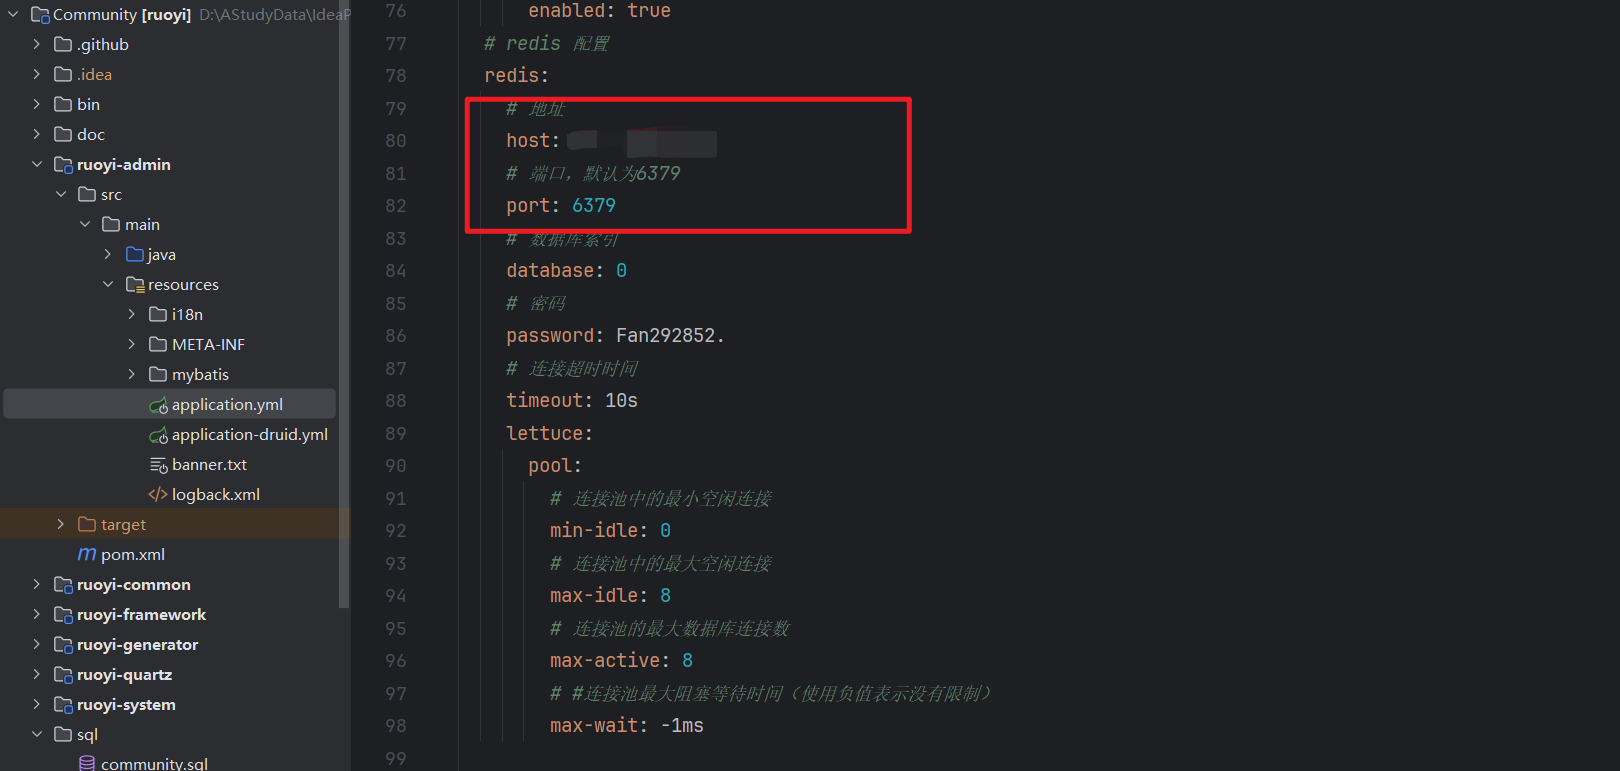 Community [ruoyi] D:\AStudyData\IdeaP
.github
.idea
bin
doc
ruoyi-admin
src
main
java
resources
i18n
META-INF
mybatis
application.yml
application-druid.yml
banner.txt
logback.xml
target
pom.xml
ruoyi-common
ruoyi-framework
ruoyi-generator
ruoyi-quartz
ruoyi-system
sql
community.sql
76 enabled: true
77 # redis 配置
78 redis:
79 # 地址
80 host:
81 # 端口，默认为6379
82 port: 6379
83 # 数据库索引
84 database: 0
85 # 密码
86 password: Fan292852.
87 # 连接超时时间
88 timeout: 10s
89 lettuce:
90 pool:
91 # 连接池中的最小空闲连接
92 min-idle: 0
93 # 连接池中的最大空闲连接
94 max-idle: 8
95 # 连接池的最大数据库连接数
96 max-active: 8
97 # #连接池最大阻塞等待时间（使用负值表示没有限制）
98 max-wait: -1ms
99